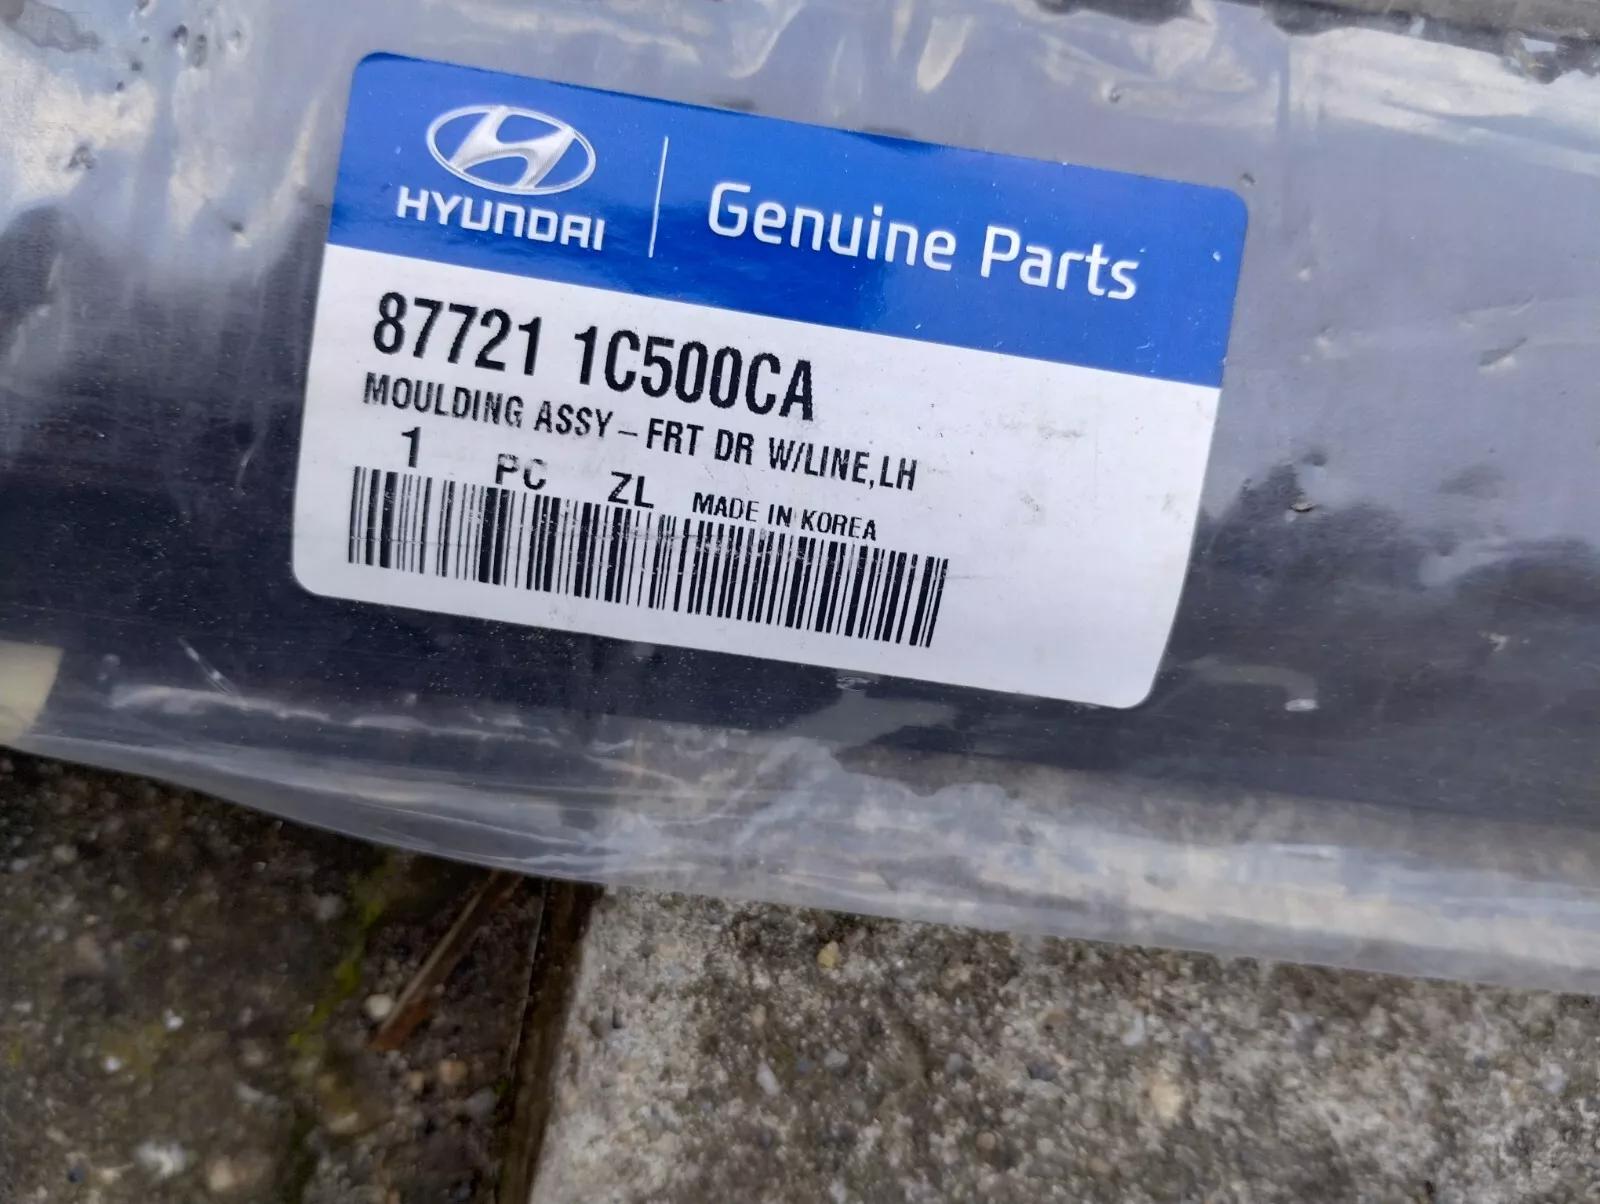 HYUNDAI
Genuine Parts
87721 1C500CA
MOULDING ASSY-FRT DR W/LINE,LH
1 PC ZL MADE IN KOREA